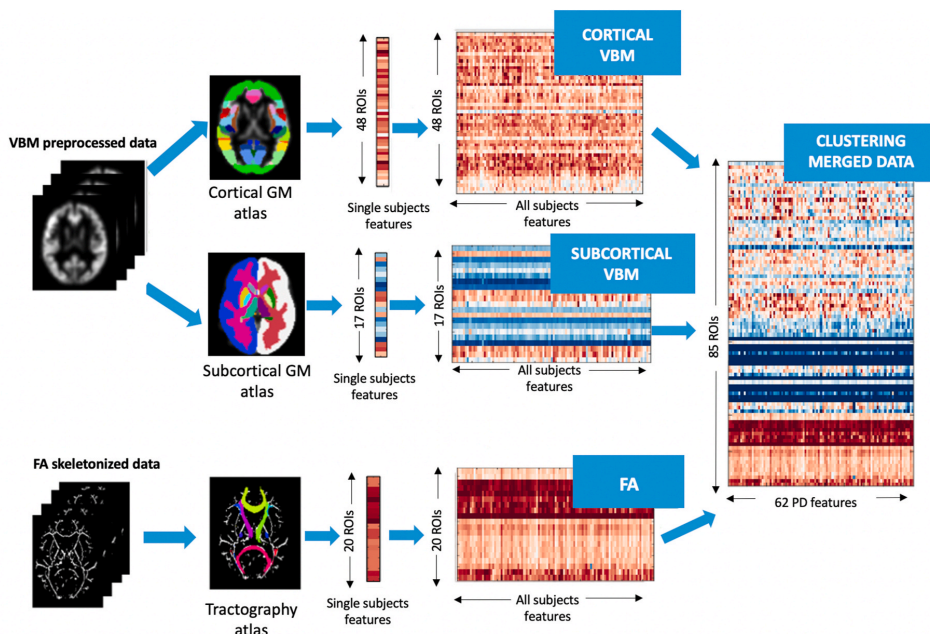 VBM preprocessed data
Cortical GM
atlas
48 ROIs
Single subjects
features
48 ROIs
CORTICAL
VBM
All subjects
features
Subcortical GM
atlas
17 ROIs
Single subjects
features
17 ROIs
SUBCORTICAL
VBM
All subjects
features
FA skeletonized data
Tractography
atlas
20 ROIs
Single subjects
features
20 ROIs
FA
All subjects
features
CLUSTERING
MERGED DATA
85 ROIs
62 PD features